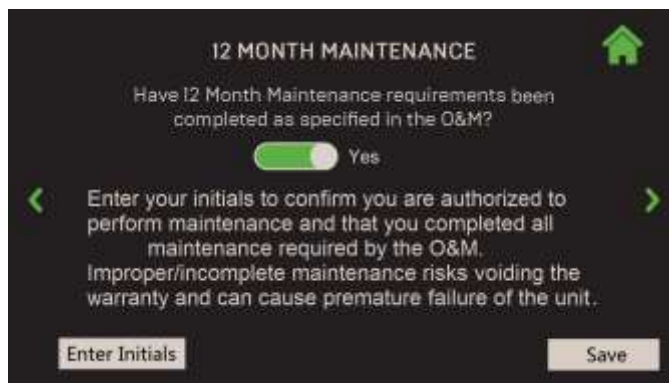 12 MONTH MAINTENANCE
Have 12 Month Maintenance requirements been
completed as specified in the O&M?
Yes
Enter your initials to confirm you are authorized to
perform maintenance and that you completed all
maintenance required by the O&M.
Improper/incomplete maintenance risks voiding the
warranty and can cause premature failure of the unit.
Enter Initials
Save